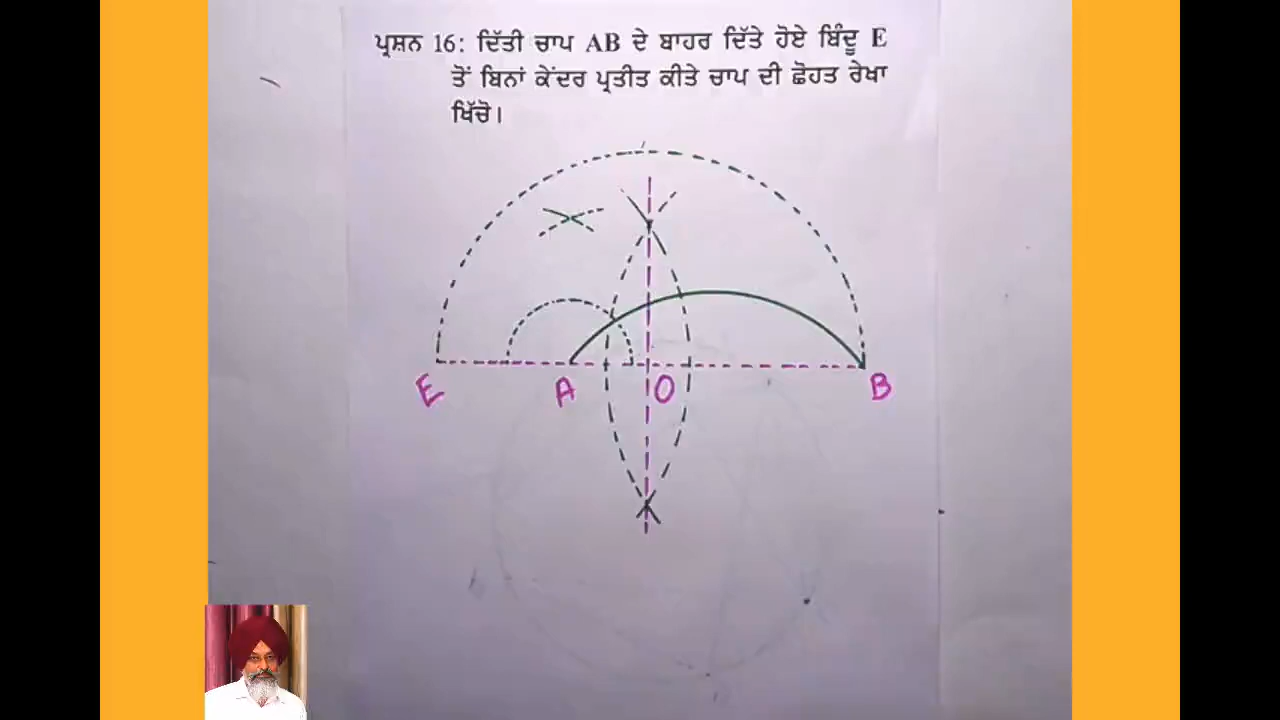 ਪ੍ਰਸ਼ਨ 16: ਦਿੱਤੀ ਚਾਪ AB ਦੇ ਬਾਹਰ ਦਿੱਤੇ ਹੋਏ ਬਿੰਦੂ E
ਤੋਂ ਬਿਨਾਂ ਕੇਂਦਰ ਪ੍ਰਤੀਤ ਕੀਤੇ ਚਾਪ ਦੀ ਛੋਹਤ ਰੇਖਾ
ਖਿੱਚੋ।
E A O B